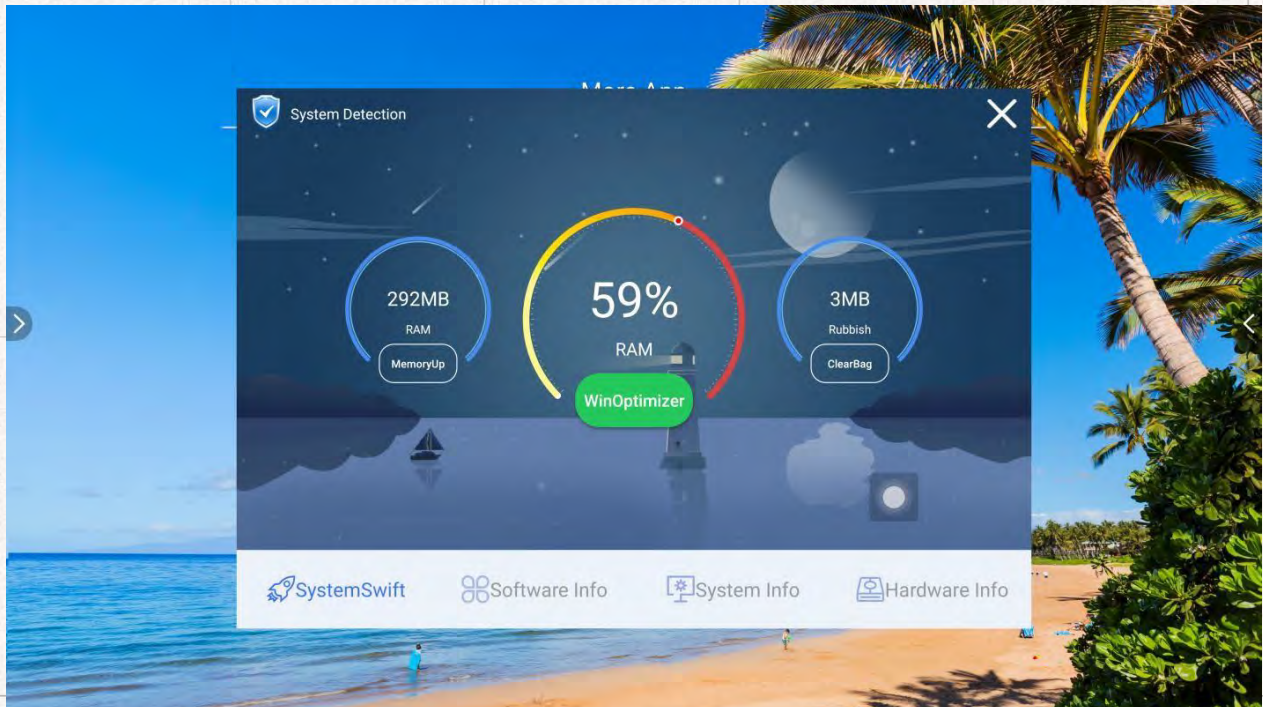 System Detection
292MB
RAM
MemoryUp
59%
RAM
WinOptimizer
3MB
Rubbish
ClearBag
SystemSwift
Software Info
System Info
Hardware Info